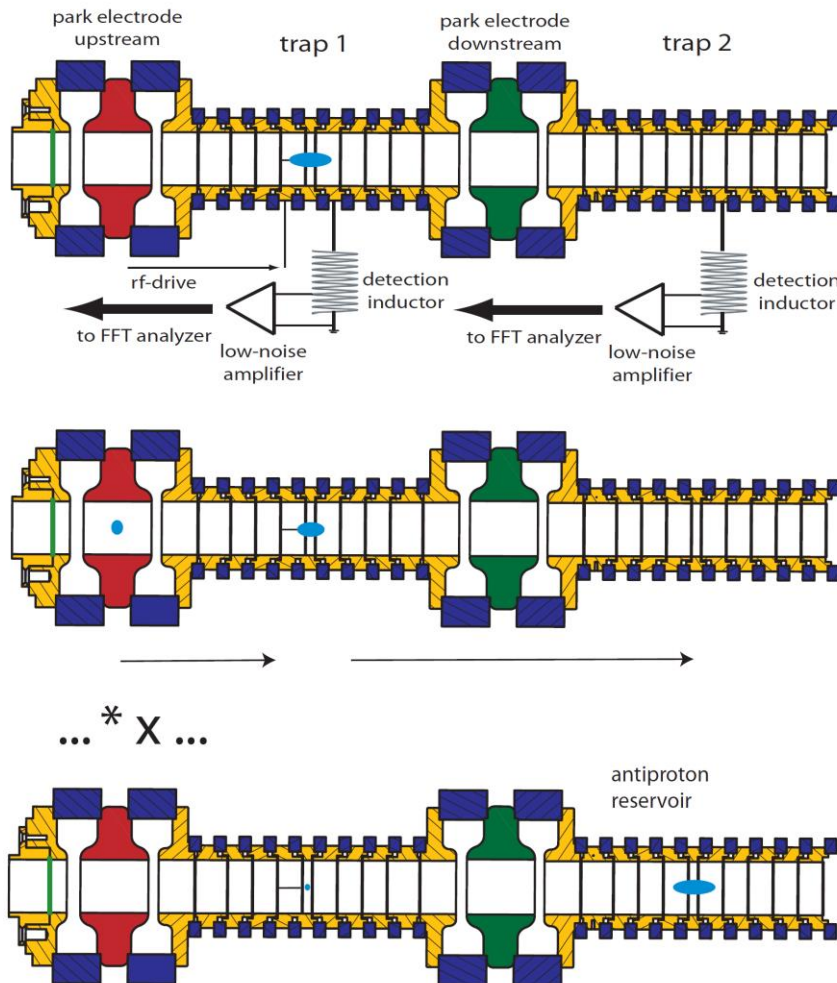 park electrode
upstream
trap 1
park electrode
downstream
trap 2
rf-drive
detection
inductor
to FFT analyzer
low-noise
amplifier
detection
inductor
to FFT analyzer
low-noise
amplifier
... * X ...
antiproton
reservoir